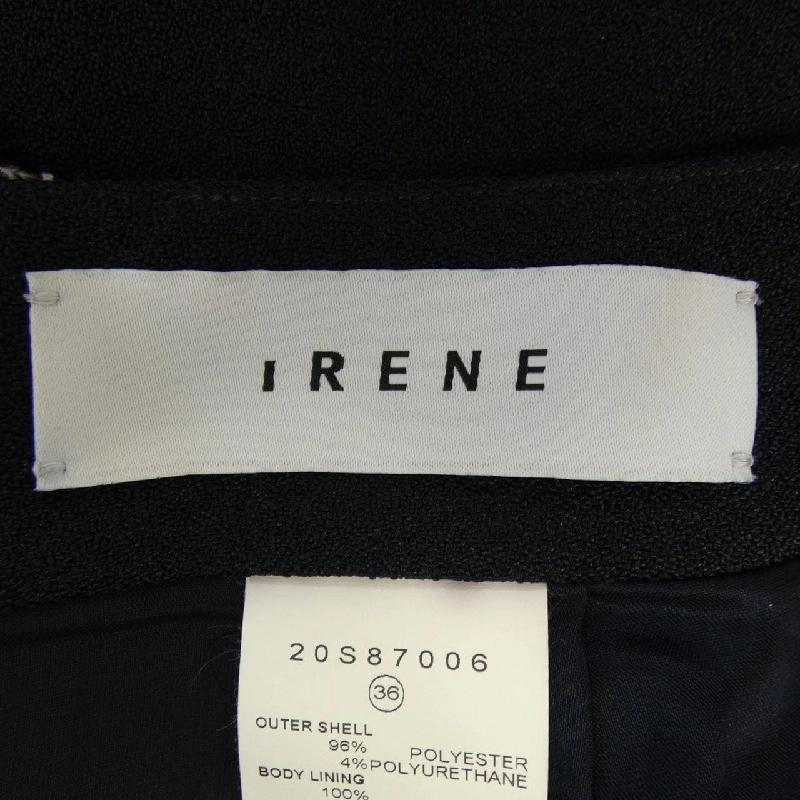 IRENE
20S87006
36
OUTER SHELL
96% POLYESTER
4% POLYURETHANE
BODY LINING
100%